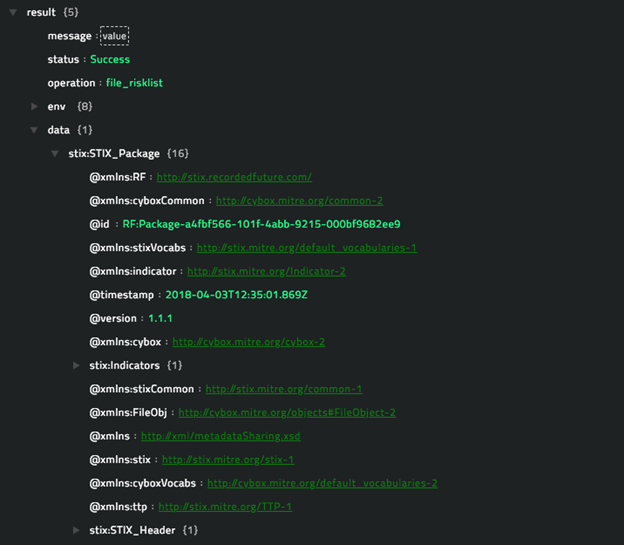 result {5}
message : value
status : Success
operation : file_risklist
env {8}
data {1}
stix:STIX_Package {16}
@xmlns:RF : http://stix.recordedfuture.com/
@xmlns:cyboxCommon : http://cybox.mitre.org/common-2
@id : RF:Package-a4fbf566-101f-4abb-9215-000bf9682ee9
@xmlns:stixVocabs : http://stix.mitre.org/default_vocabularies-1
@xmlns:indicator : http://stix.mitre.org/Indicator-2
@timestamp : 2018-04-03T12:35:01.869Z
@version : 1.1.1
@xmlns:cybox : http://cybox.mitre.org/cybox-2
stix:Indicators {1}
@xmlns:stixCommon : http://stix.mitre.org/common-1
@xmlns:FileObj : http://cybox.mitre.org/objects#FileObject-2
@xmlns : http://xml/metadataSharing.xsd
@xmlns:stix : http://stix.mitre.org/stix-1
@xmlns:cyboxVocabs : http://cybox.mitre.org/default_vocabularies-2
@xmlns:ttp : http://stix.mitre.org/TTP-1
stix:STIX_Header {1}